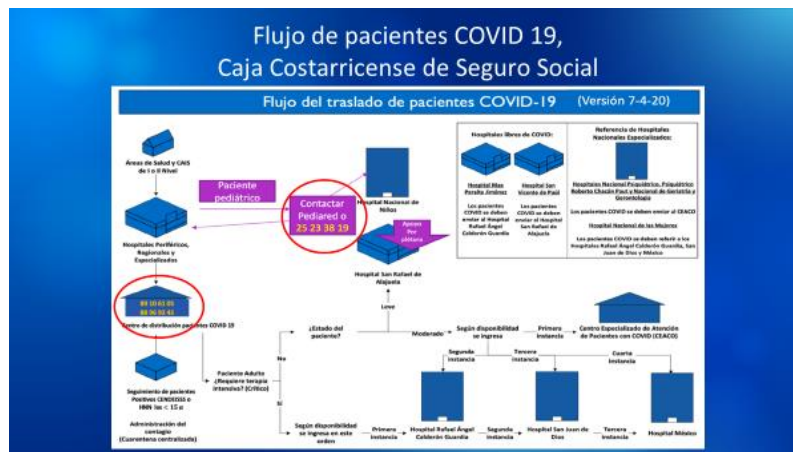 Flujo de pacientes COVID 19,
Caja Costarricense de Seguro Social
Flujo del traslado de pacientes COVID-19 (Versión 7-4-20)
Áreas de Salud y CAIS
de I o II Nivel
Paciente
pediátrico
Contactar
Pediared o
25 23 38 19
Hospital Nacional de
Niños
Apoyo
Por
plétora
Hospital San Rafael de
Alajuela
Hospitales Periféricos,
Regionales y
Especializados
Centro de distribución pacientes COVID 19
Seguimiento de pacientes
Positivos CENDEISSS o
HNN los < 15 a
Administración del
contagio
(Cuarentena centralizada)
Hospitales libres de COVID:
Hospital Max
Peralta Jiménez
Los pacientes
COVID se deben
enviar al Hospital
Rafael Ángel
Calderón Guardia
Hospital San
Vicente de Paúl
Los pacientes
COVID se deben
enviar al Hospital
San Rafael de
Alajuela
Referencia de Hospitales
Nacionales Especializados:
Hospitales Nacional Psiquiátrico, Psiquiátrico
Roberto Chacón Paut y Nacional de Geriatría y
Gerontología
Los pacientes COVID se deben enviar al CEACO
Hospital Nacional de las Mujeres
Los pacientes COVID se deben referir a los
Hospitales Rafael Ángel Calderón Guardia, San
Juan de Dios y México
Leve
¿Estado del
paciente?
Moderado
Según disponibilidad
se ingresa
Primera
instancia
Centro Especializado de Atención
de Pacientes con COVID (CEACO)
No
Paciente Adulto
¿Requiere terapia
intensiva? (Crítico)
Sí
Segunda
instancia
Tercera
instancia
Cuarta
instancia
Según disponibilidad
se ingresa en este
orden
Primera
instancia
Hospital Rafael Ángel
Calderón Guardia
Segunda
instancia
Hospital San Juan de
Dios
Tercera
instancia
Hospital México